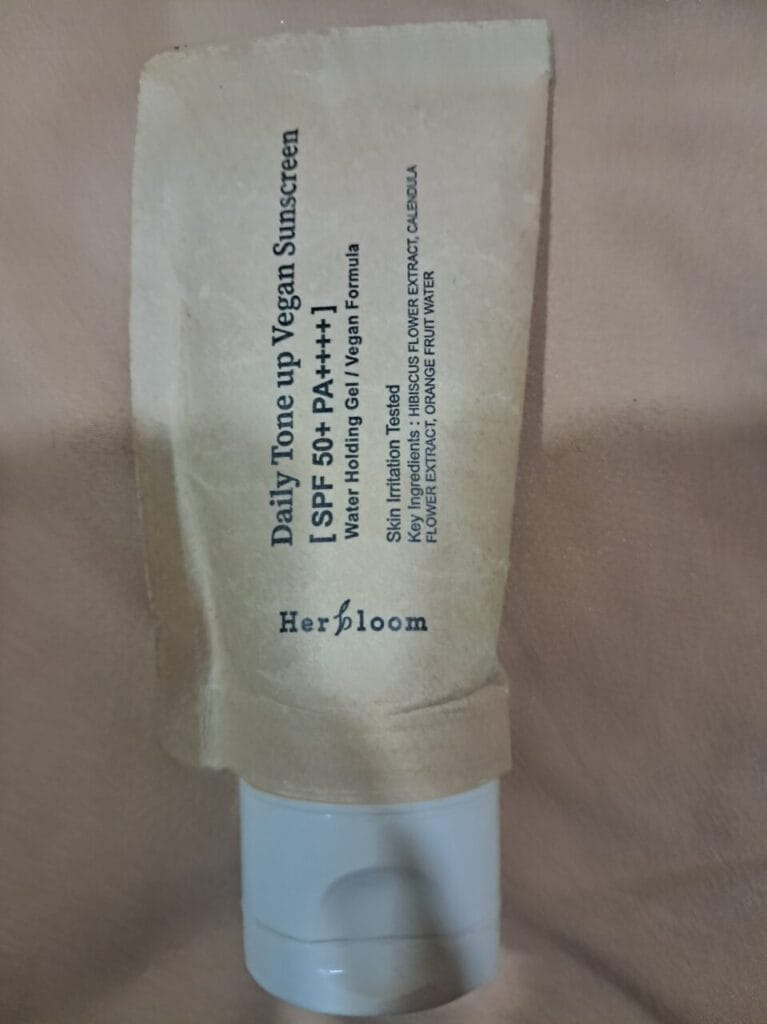 Daily Tone up Vegan Sunscreen
[ SPF 50+ PA++++ ]
Water Holding Gel / Vegan Formula
Skin Irritation Tested
Key Ingredients : HIBISCUS FLOWER EXTRACT, CALENDULA
FLOWER EXTRACT, ORANGE FRUIT WATER
Herbloom